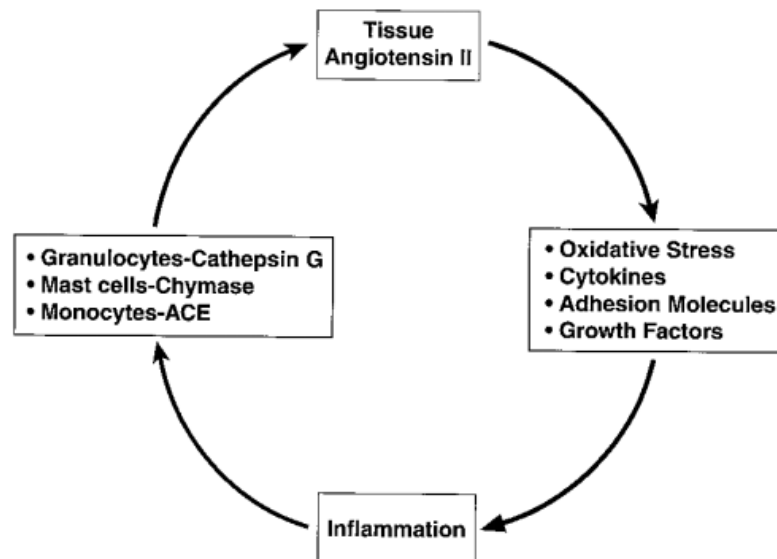 Tissue
Angiotensin II
• Oxidative Stress
• Cytokines
• Adhesion Molecules
• Growth Factors
Inflammation
• Granulocytes-Cathepsin G
• Mast cells-Chymase
• Monocytes-ACE